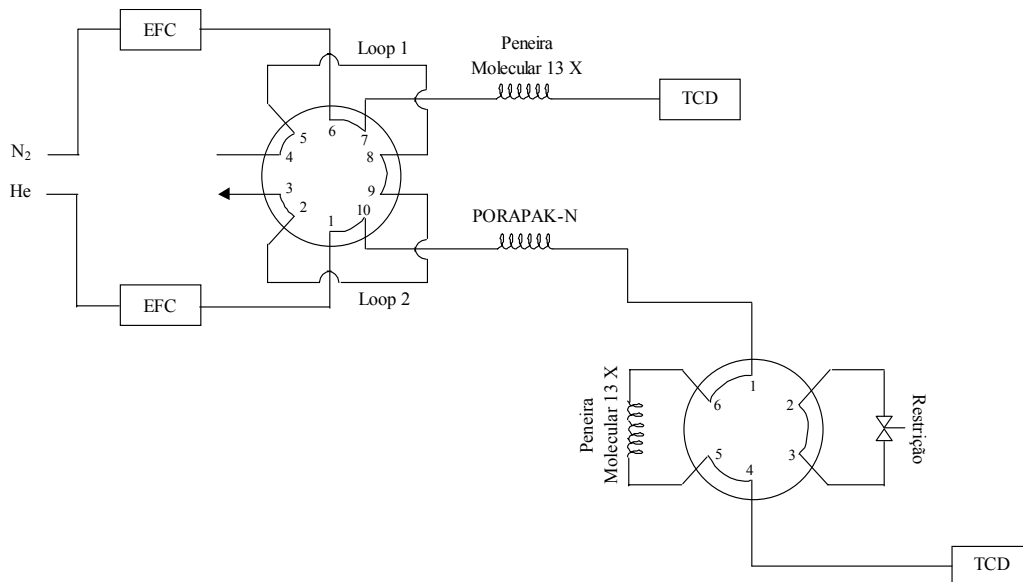 EFC
Loop 1
Peneira
Molecular 13 X
TCD
N₂
He
5
6
7
4
8
3
9
2
1
10
PORAPAK-N
EFC
Loop 2
Peneira
Molecular 13 X
6
1
2
5
4
3
Restrição
TCD